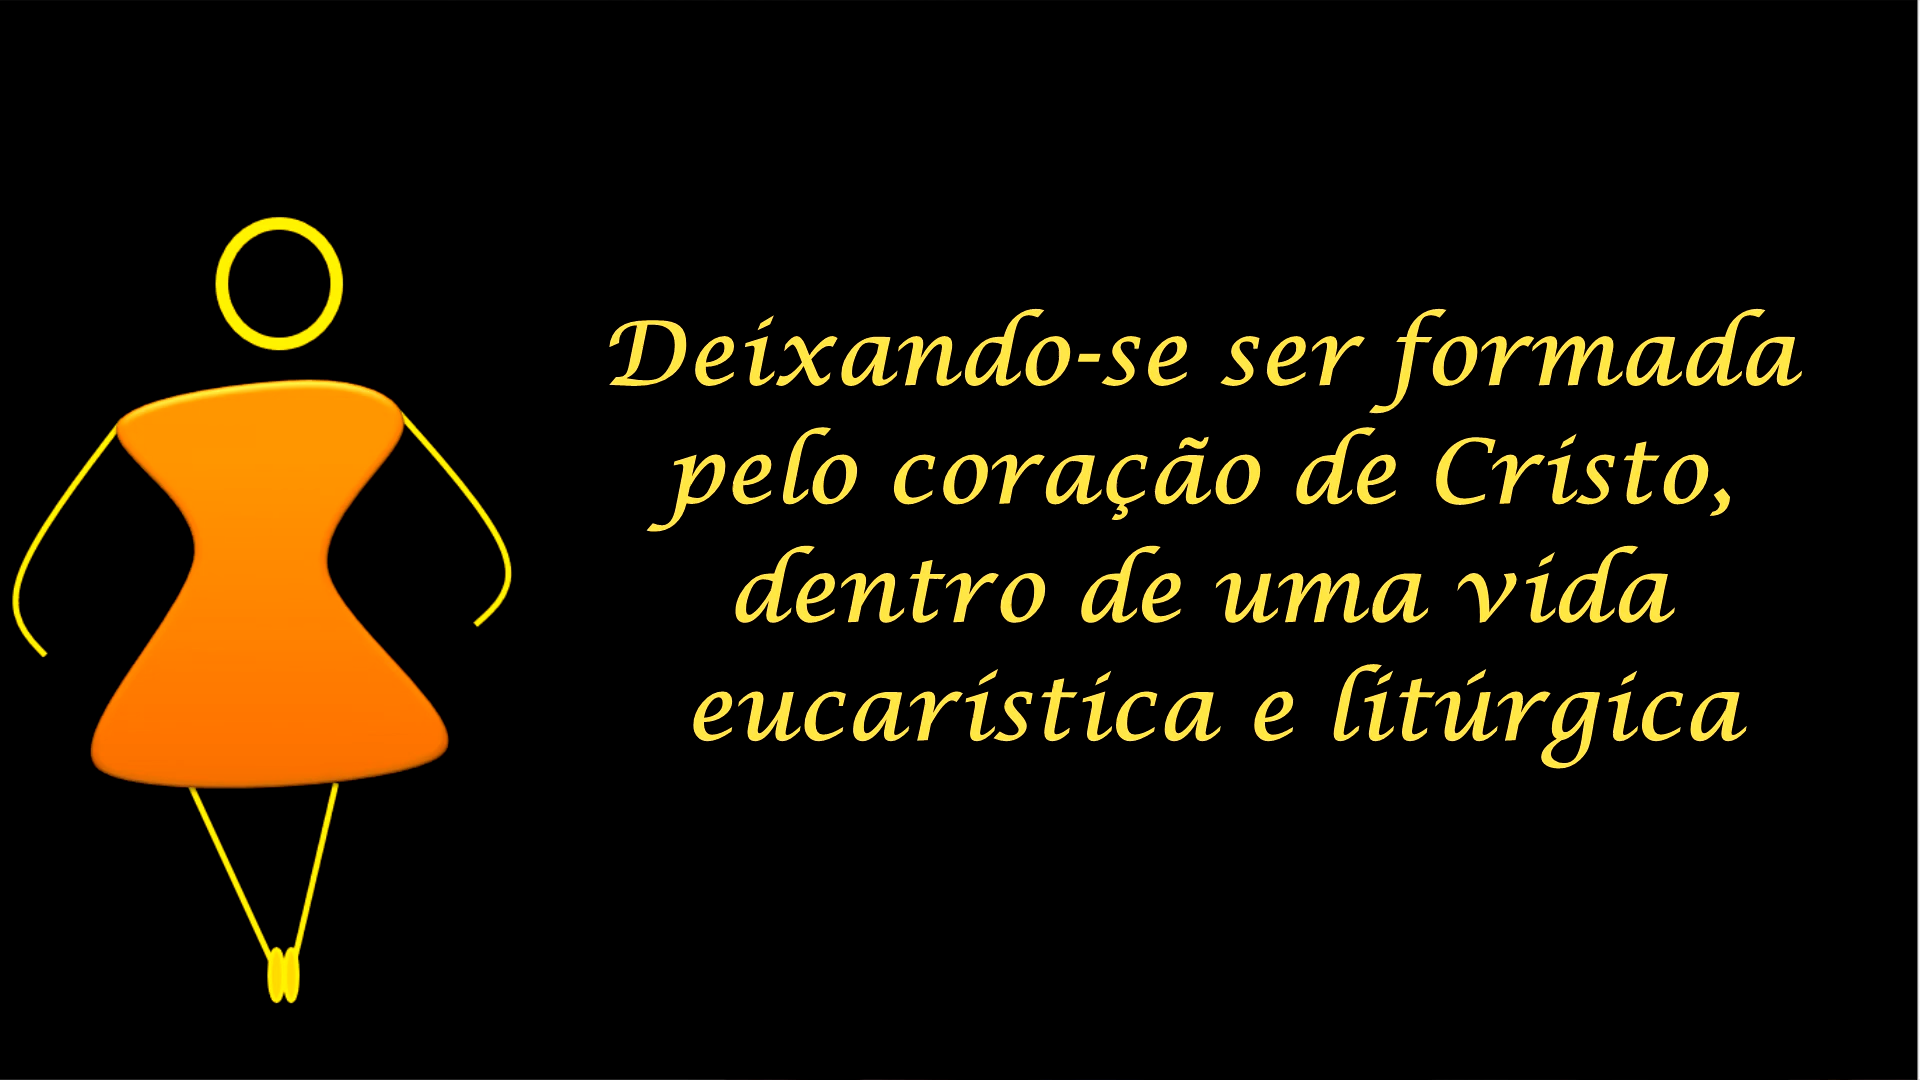 Deixando-se ser formada
pelo coração de Cristo,
dentro de uma vida
eucarística e litúrgica